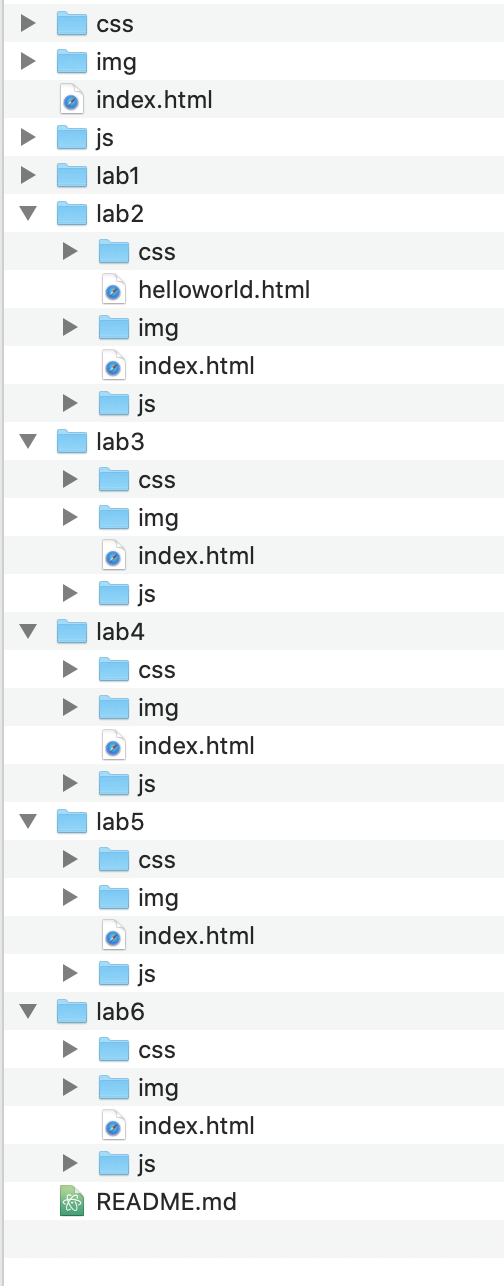 css
img
index.html
js
lab1
lab2
css
helloworld.html
img
index.html
js
lab3
css
img
index.html
js
lab4
css
img
index.html
js
lab5
css
img
index.html
js
lab6
css
img
index.html
js
README.md